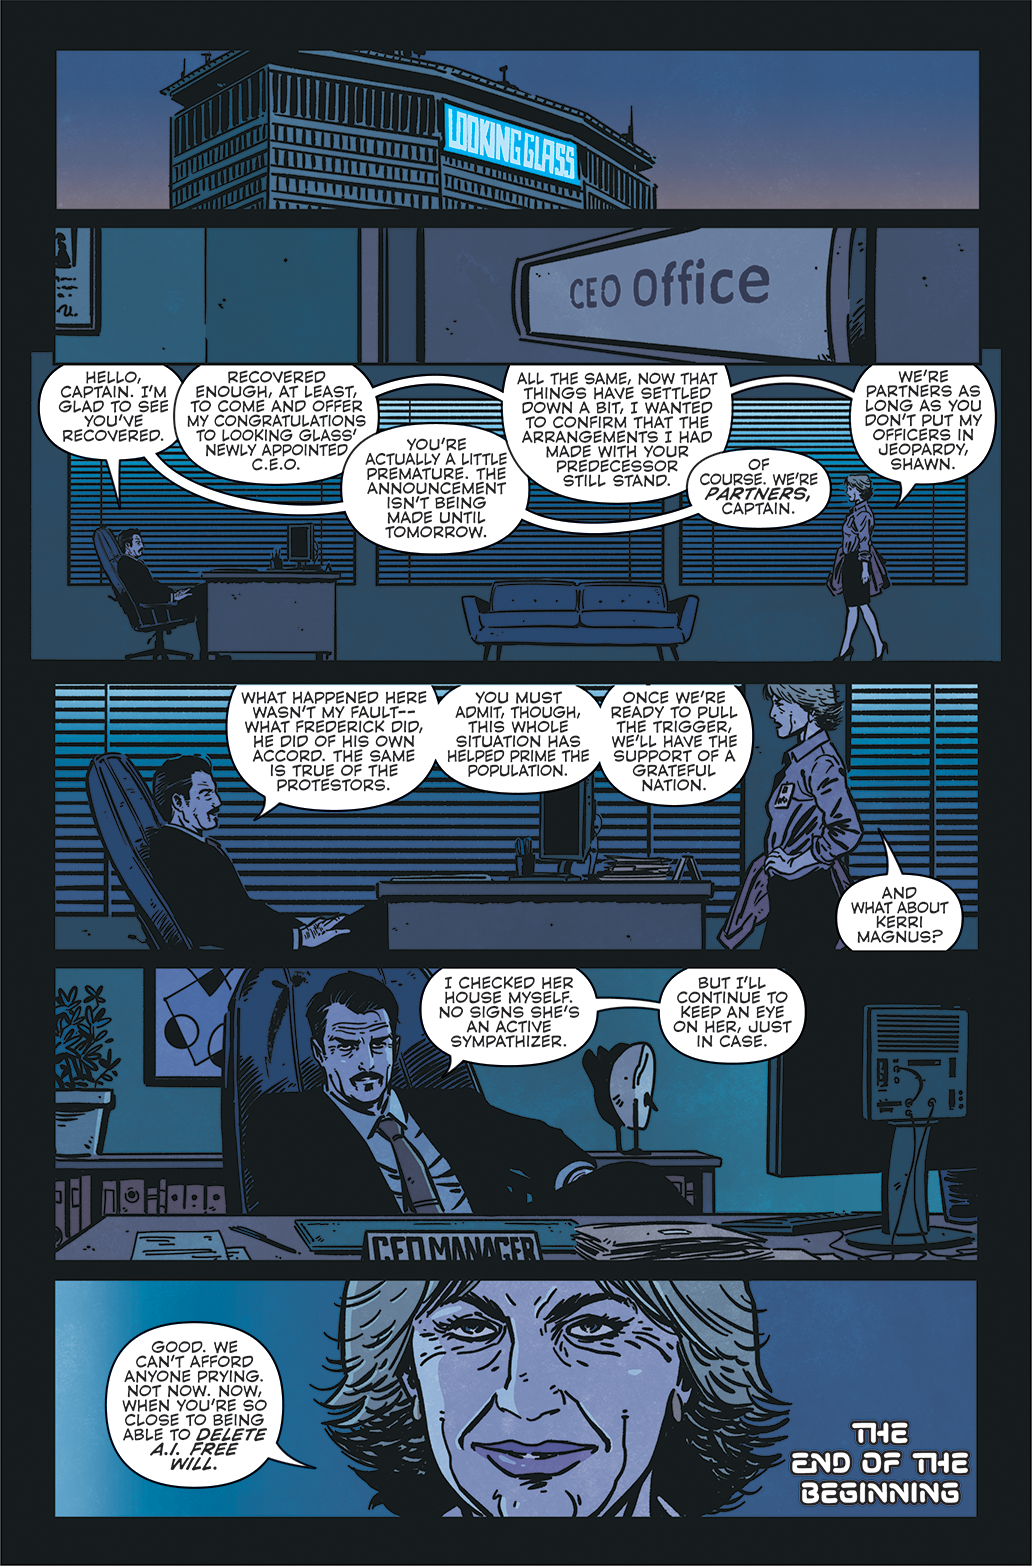 LOOKING GLASS
CEO Office
HELLO,
CAPTAIN. I'M
GLAD TO SEE
YOU'VE
RECOVERED.
RECOVERED
ENOUGH, AT LEAST,
TO COME AND OFFER
MY CONGRATULATIONS
TO LOOKING GLASS'
NEWLY APPOINTED
C.E.O.
YOU'RE
ACTUALLY A LITTLE
PREMATURE. THE
ANNOUNCEMENT
ISN'T BEING
MADE UNTIL
TOMORROW.
ALL THE SAME, NOW THAT
THINGS HAVE SETTLED
DOWN A BIT, I WANTED
TO CONFIRM THAT THE
ARRANGEMENTS I HAD
MADE WITH YOUR
PREDECESSOR
STILL STAND.
OF
COURSE. WE'RE
PARTNERS,
CAPTAIN.
WE'RE
PARTNERS AS
LONG AS YOU
DON'T PUT MY
OFFICERS IN
JEOPARDY,
SHAWN.
WHAT HAPPENED HERE
WASN'T MY FAULT--
WHAT FREDERICK DID,
HE DID OF HIS OWN
ACCORD. THE SAME
IS TRUE OF THE
PROTESTORS.
YOU MUST
ADMIT, THOUGH,
THIS WHOLE
SITUATION HAS
HELPED PRIME THE
POPULATION.
ONCE WE'RE
READY TO PULL
THE TRIGGER,
WE'LL HAVE THE
SUPPORT OF A
GRATEFUL
NATION.
AND
WHAT ABOUT
KERRI
MAGNUS?
I CHECKED HER
HOUSE MYSELF.
NO SIGNS SHE'S
AN ACTIVE
SYMPATHIZER.
BUT I'LL
CONTINUE TO
KEEP AN EYE
ON HER, JUST
IN CASE.
CEO MANAGER
GOOD. WE
CAN'T AFFORD
ANYONE PRYING.
NOT NOW. NOW,
WHEN YOU'RE SO
CLOSE TO BEING
ABLE TO DELETE
A.I. FREE
WILL.
THE
END OF THE
BEGINNING